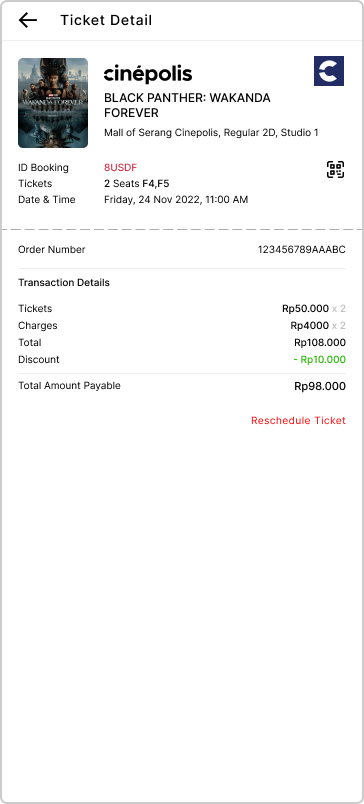 Ticket Detail
WAKANDA FOREVER
cinépolis
BLACK PANTHER: WAKANDA
FOREVER
Mall of Serang Cinepolis, Regular 2D, Studio 1
ID Booking 8USDF
Tickets 2 Seats F4,F5
Date & Time Friday, 24 Nov 2022, 11:00 AM
Order Number 123456789AAABC
Transaction Details
Tickets Rp50.000 x 2
Charges Rp4000 x 2
Total Rp108.000
Discount - Rp10.000
Total Amount Payable Rp98.000
Reschedule Ticket